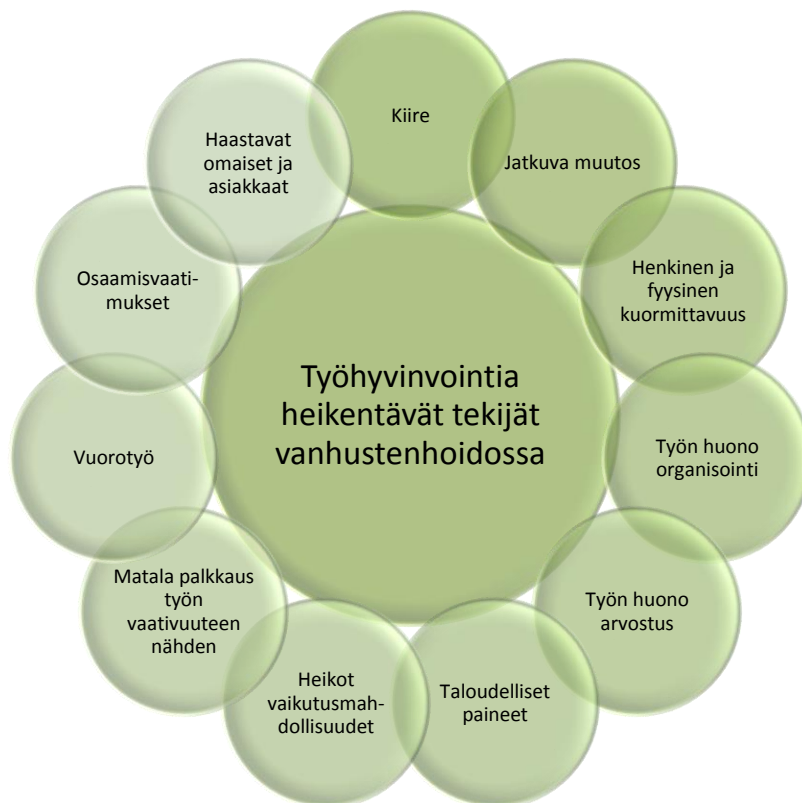 Kiire
Jatkuva muutos
Henkinen ja
fyysinen
kuormittavuus
Työn huono
organisointi
Työn huono
arvostus
Taloudelliset
paineet
Heikot
vaikutusmah-
dollisuudet
Matala palkkaus
työn
vaativuuteen
nähden
Vuorotyö
Osaamisvaati-
mukset
Haastavat
omaiset ja
asiakkaat
Työhyvinvointia
heikentävät tekijät
vanhustenhoidossa